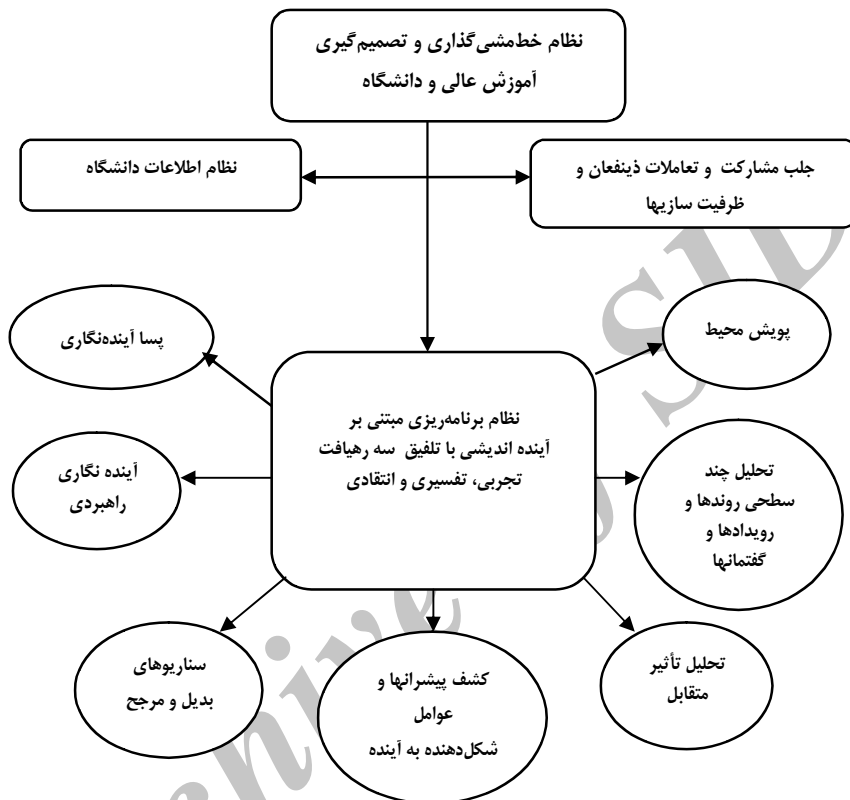 نظام خط‌مشی‌گذاری و تصمیم‌گیری
آموزش عالی و دانشگاه
جلب مشارکت و تعاملات ذینفعان و
ظرفیت سازیها
نظام اطلاعات دانشگاه
پویش محیط
پسا آینده‌نگاری
نظام برنامه‌ریزی مبتنی بر
آینده اندیشی با تلفیق سه رهیافت
تجربی، تفسیری و انتقادی
تحلیل چند
سطحی روندها و
رویدادها و
گفتمانها
آینده نگاری
راهبردی
تحلیل تأثیر
متقابل
کشف پیشرانها و
عوامل
شکل‌دهنده به آینده
سناریوهای
بدیل و مرجح
chive
SID